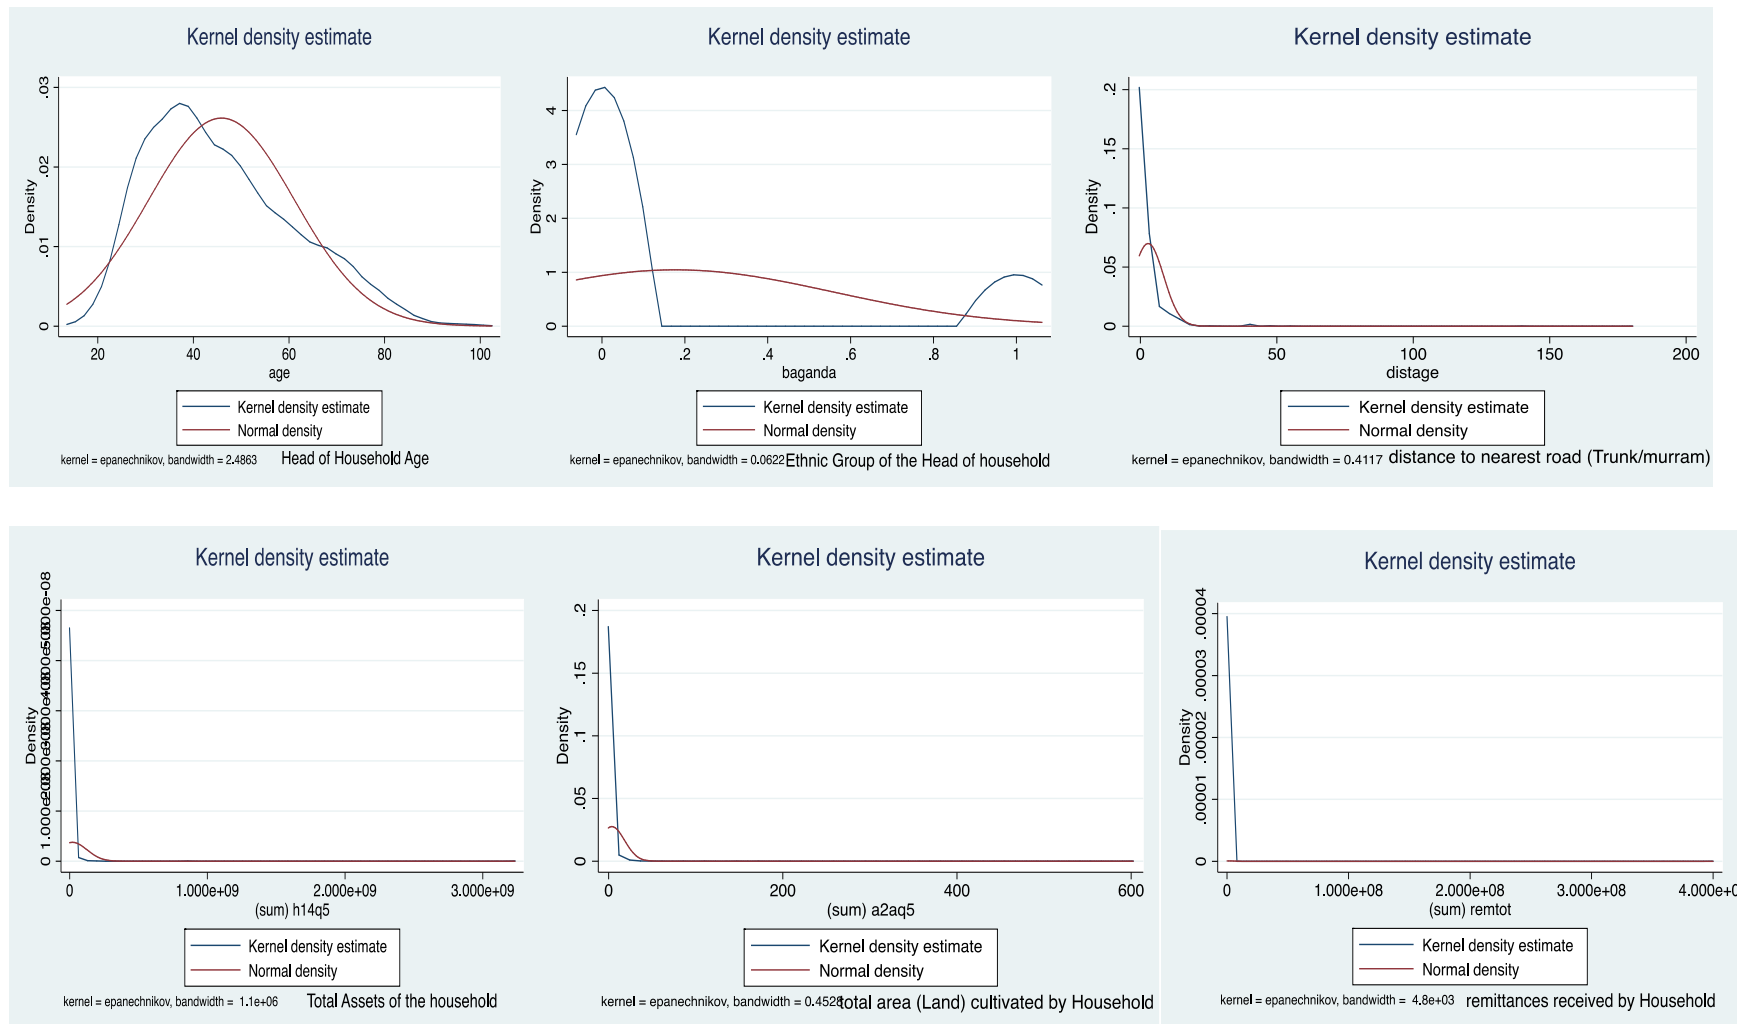 Kernel density estimate
Density
0
.01
.02
.03
20
40
60
80
100
age
Kernel density estimate
Normal density
kernel = epanechnikov, bandwidth = 2.4863
Head of Household Age
Kernel density estimate
Density
0
1
2
3
4
0
.2
.4
.6
.8
1
baganda
Kernel density estimate
Normal density
kernel = epanechnikov, bandwidth = 0.0622
Ethnic Group of the Head of household
Kernel density estimate
Density
0
.05
.1
.15
.2
0
50
100
150
200
distage
Kernel density estimate
Normal density
kernel = epanechnikov, bandwidth = 0.4117
distance to nearest road (Trunk/murram)
Kernel density estimate
Density
0
0
1.000e+09
2.000e+09
3.000e+09
(sum) h14q5
Kernel density estimate
Normal density
kernel = epanechnikov, bandwidth = 1.1e+06
Total Assets of the household
Kernel density estimate
Density
0
.05
.1
.15
.2
0
200
400
600
(sum) a2aq5
Kernel density estimate
Normal density
kernel = epanechnikov, bandwidth = 0.4528
total area (Land) cultivated by Household
Kernel density estimate
Density
0
.00001
.00002
.00003
.00004
0
1.000e+08
2.000e+08
3.000e+08
(sum) remtot
Kernel density estimate
Normal density
kernel = epanechnikov, bandwidth = 4.8e+03
remittances received by Household